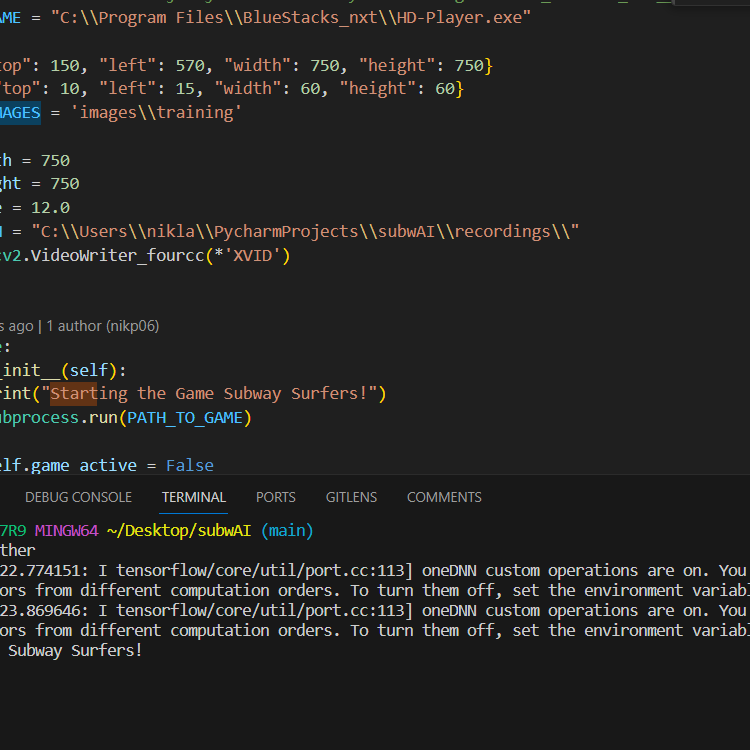 AME = "C:\\Program Files\\BlueStacks_nxt\\HD-Player.exe"
op": 150, "left": 570, "width": 750, "height": 750}
"top": 10, "left": 15, "width": 60, "height": 60}
MAGES = 'images\\training'
th = 750
ght = 750
e = 12.0
= "C:\\Users\\nikla\\PycharmProjects\\subwAI\\recordings\\"
cv2.VideoWriter_fourcc(*'XVID')
s ago | 1 author (nikp06)
e:
_init__(self):
rint("Starting the Game Subway Surfers!")
ubprocess.run(PATH_TO_GAME)
elf.game_active = False
DEBUG CONSOLE TERMINAL PORTS GITLENS COMMENTS
7R9 MINGW64 ~/Desktop/subwAI (main)
ther
22.774151: I tensorflow/core/util/port.cc:113] oneDNN custom operations are on. You
ors from different computation orders. To turn them off, set the environment variabl
23.869646: I tensorflow/core/util/port.cc:113] oneDNN custom operations are on. You
ors from different computation orders. To turn them off, set the environment variabl
Subway Surfers!